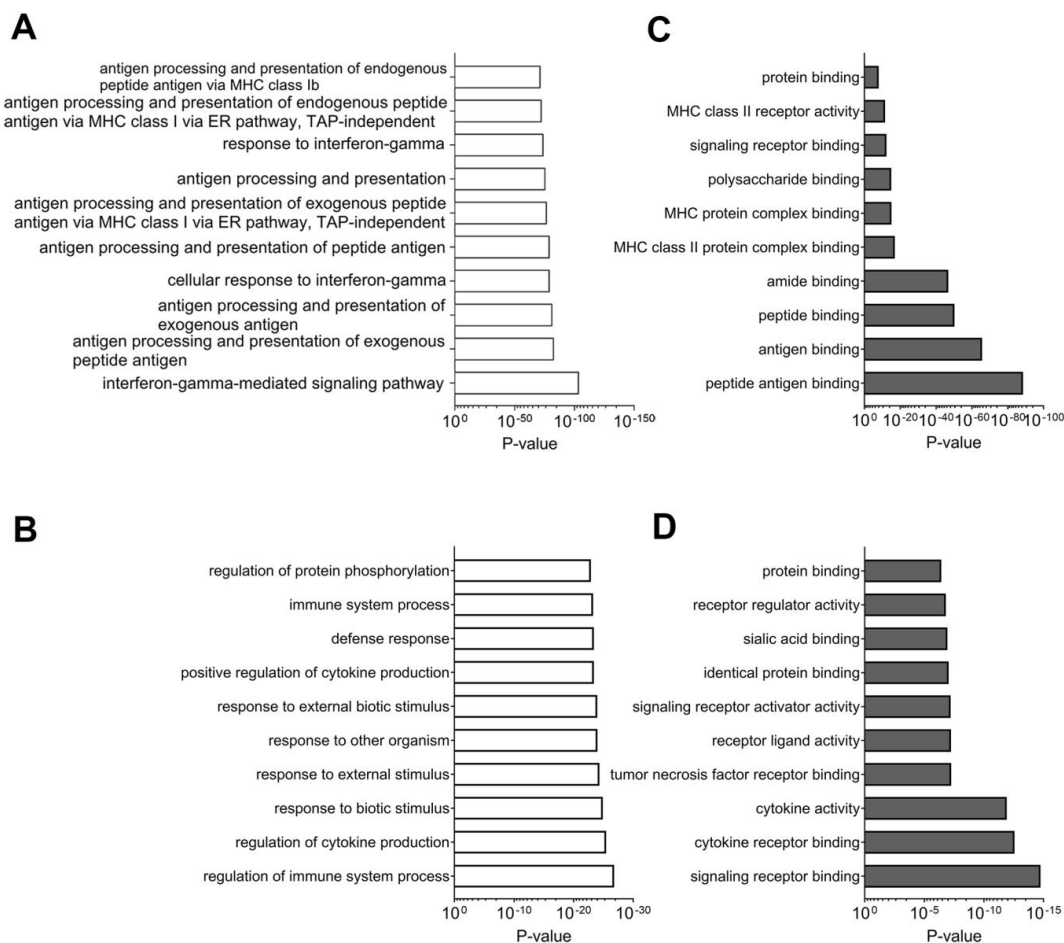 A
antigen processing and presentation of endogenous
peptide antigen via MHC class Ib
antigen processing and presentation of endogenous peptide
antigen via MHC class I via ER pathway, TAP-independent
response to interferon-gamma
antigen processing and presentation
antigen processing and presentation of exogenous peptide
antigen via MHC class I via ER pathway, TAP-independent
antigen processing and presentation of peptide antigen
cellular response to interferon-gamma
antigen processing and presentation of
exogenous antigen
antigen processing and presentation of exogenous
peptide antigen
interferon-gamma-mediated signaling pathway
10⁰ 10⁻⁵⁰ 10⁻¹⁰⁰ 10⁻¹⁵⁰
P-value
C
protein binding
MHC class II receptor activity
signaling receptor binding
polysaccharide binding
MHC protein complex binding
MHC class II protein complex binding
amide binding
peptide binding
antigen binding
peptide antigen binding
10⁰ 10⁻²⁰ 10⁻⁴⁰ 10⁻⁶⁰ 10⁻⁸⁰ 10⁻¹⁰⁰
P-value
B
regulation of protein phosphorylation
immune system process
defense response
positive regulation of cytokine production
response to external biotic stimulus
response to other organism
response to external stimulus
response to biotic stimulus
regulation of cytokine production
regulation of immune system process
10⁰ 10⁻¹⁰ 10⁻²⁰ 10⁻³⁰
P-value
D
protein binding
receptor regulator activity
sialic acid binding
identical protein binding
signaling receptor activator activity
receptor ligand activity
tumor necrosis factor receptor binding
cytokine activity
cytokine receptor binding
signaling receptor binding
10⁰ 10⁻⁵ 10⁻¹⁰ 10⁻¹⁵
P-value